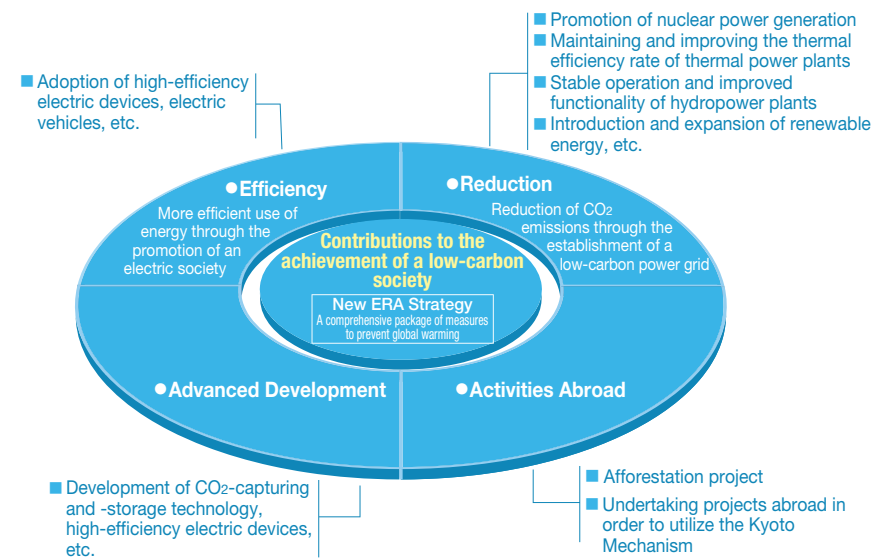 ■ Promotion of nuclear power generation
■ Maintaining and improving the thermal
efficiency rate of thermal power plants
■ Stable operation and improved
functionality of hydropower plants
■ Introduction and expansion of renewable
energy, etc.
■ Adoption of high-efficiency
electric devices, electric
vehicles, etc.
●Efficiency
More efficient use of
energy through the
promotion of an
electric society
●Reduction
Reduction of CO2
emissions through the
establishment of a
low-carbon power grid
Contributions to the
achievement of a low-carbon
society
New ERA Strategy
A comprehensive package of measures
to prevent global warming
●Advanced Development
●Activities Abroad
■ Development of CO2-capturing
and -storage technology,
high-efficiency electric devices,
etc.
■ Afforestation project
■ Undertaking projects abroad in
order to utilize the Kyoto
Mechanism